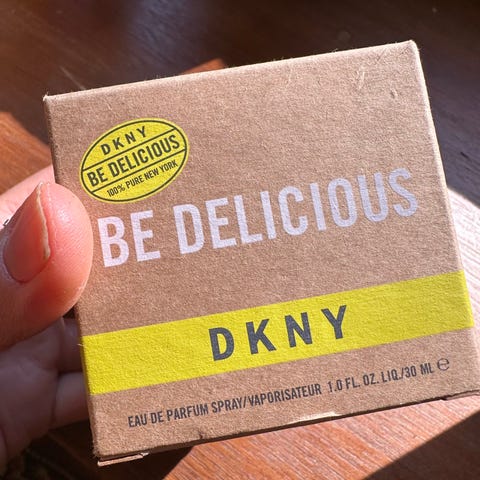 DKNY
BE DELICIOUS
100% PURE NEW YORK
BE DELICIOUS
DKNY
EAU DE PARFUM SPRAY/VAPORISATEUR 1.0 FL. OZ. LIQ./30 ML ℮